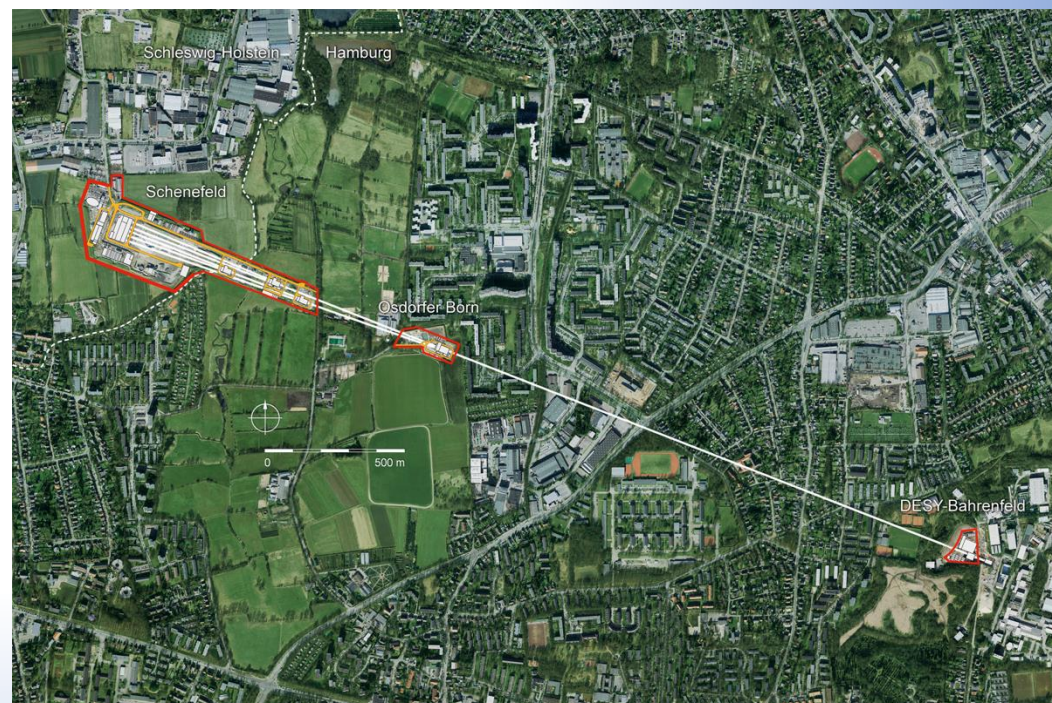 Schleswig-Holstein
Hamburg
Schenefeld
Osdorfer Born
0
500 m
DESY-Bahrenfeld